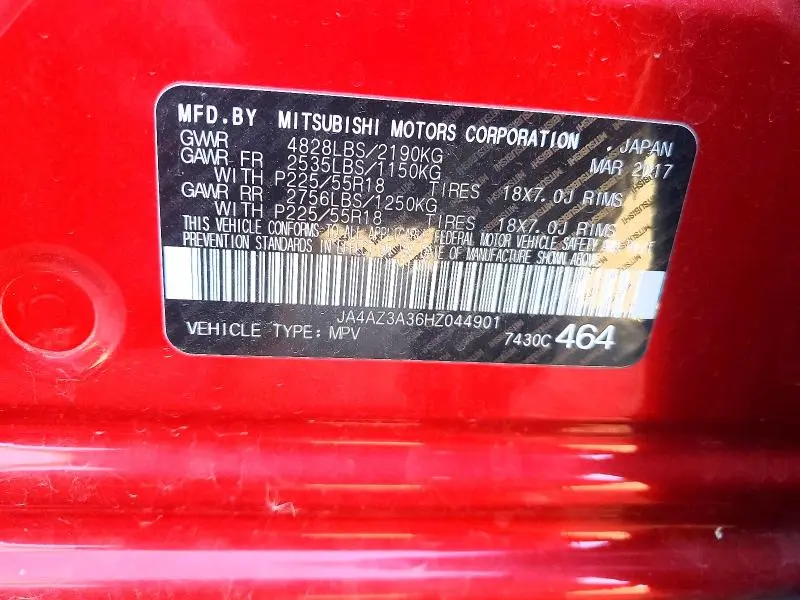 MFD.BY MITSUBISHI MOTORS CORPORATION , JAPAN
GVWR 4828LBS/2190KG MAR 2017
GAWR FR 2535LBS/1150KG
WITH P225/55R18 TIRES 18X7.0J RIMS
GAWR RR 2756LBS/1250KG
WITH P225/55R18 TIRES 18X7.0J RIMS
THIS VEHICLE CONFORMS TO ALL APPLICABLE FEDERAL MOTOR VEHICLE SAFETY AND THEFT
PREVENTION STANDARDS IN EFFECT ON THE DATE OF MANUFACTURE SHOWN ABOVE.
JA4AZ3A36HZ044901
VEHICLE TYPE: MPV 7430C 464